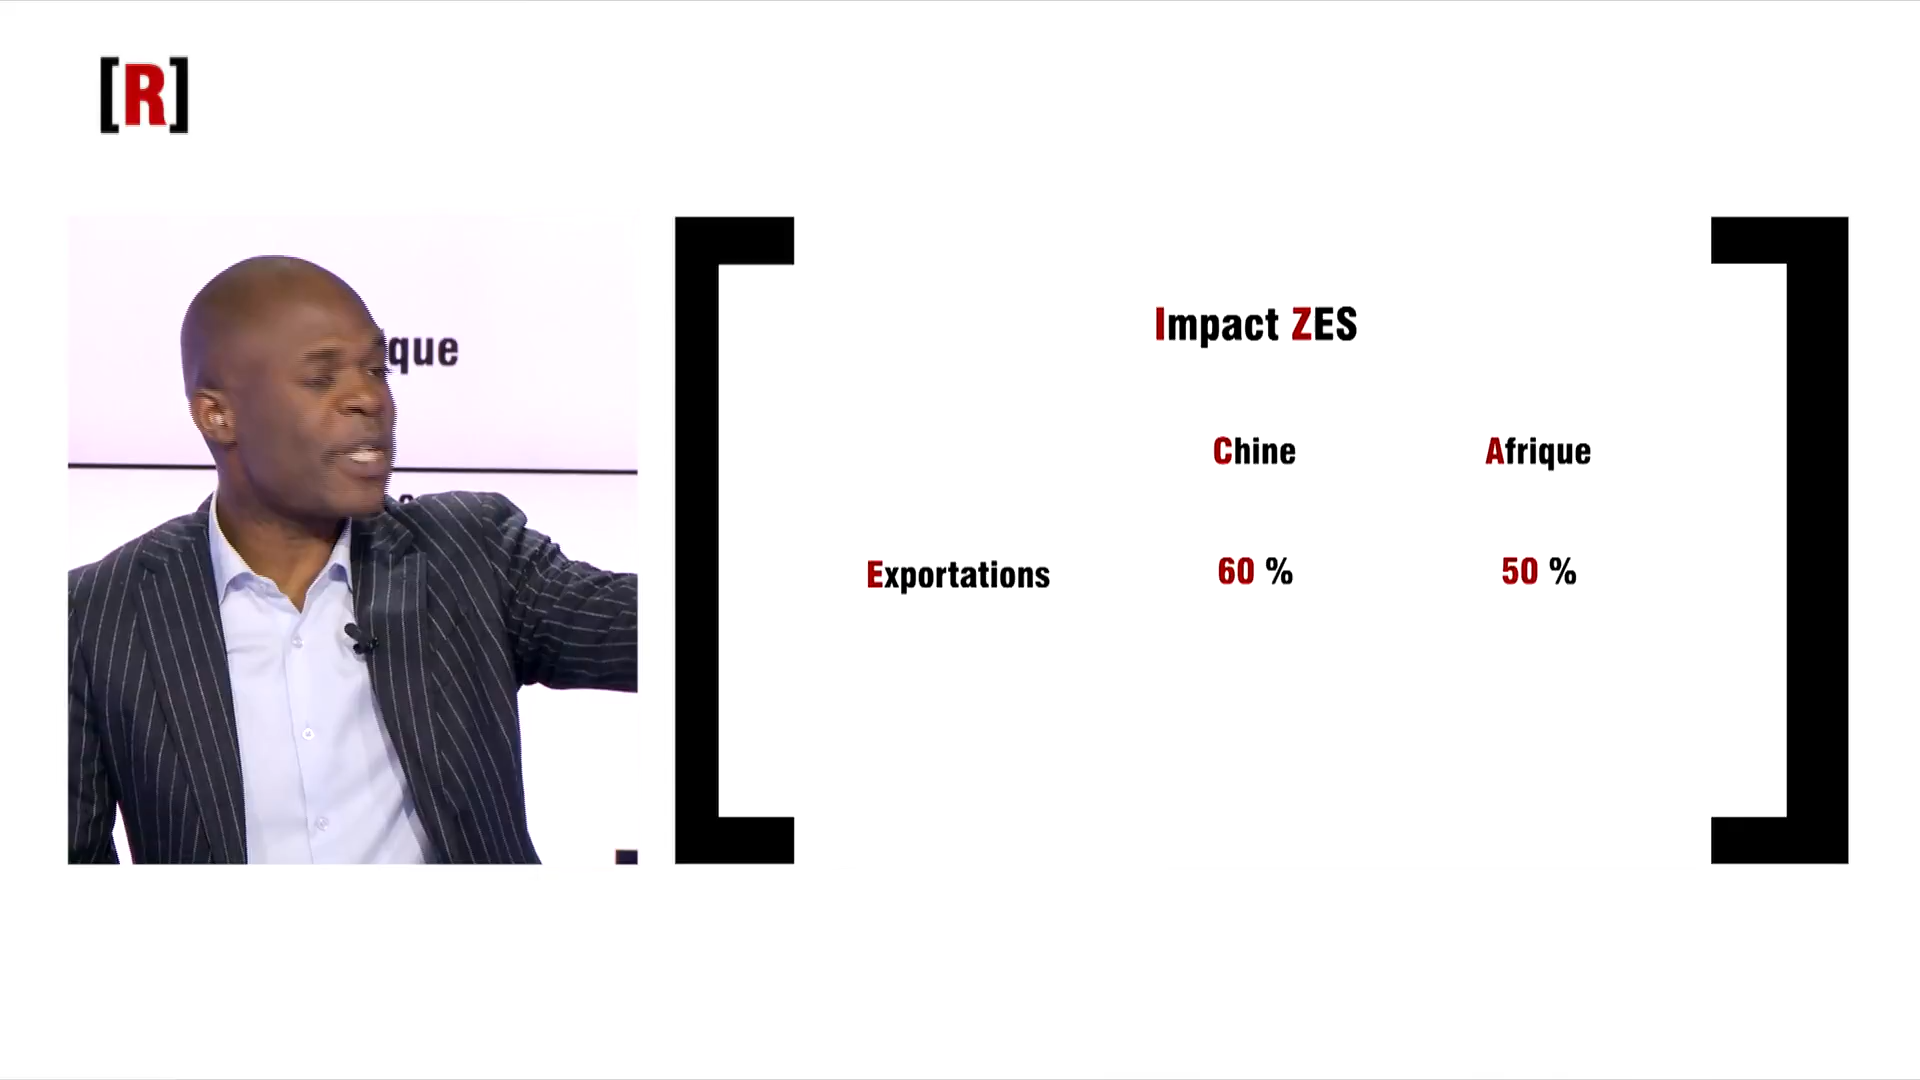 [R]
que
Impact ZES
Chine Afrique
Exportations 60 % 50 %